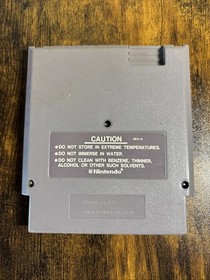 CAUTION REV-A
●DO NOT STORE IN EXTREME TEMPERATURES.
●DO NOT IMMERSE IN WATER.
●DO NOT CLEAN WITH BENZENE, THINNER,
ALCOHOL OR OTHER SUCH SOLVENTS.
Nintendo®